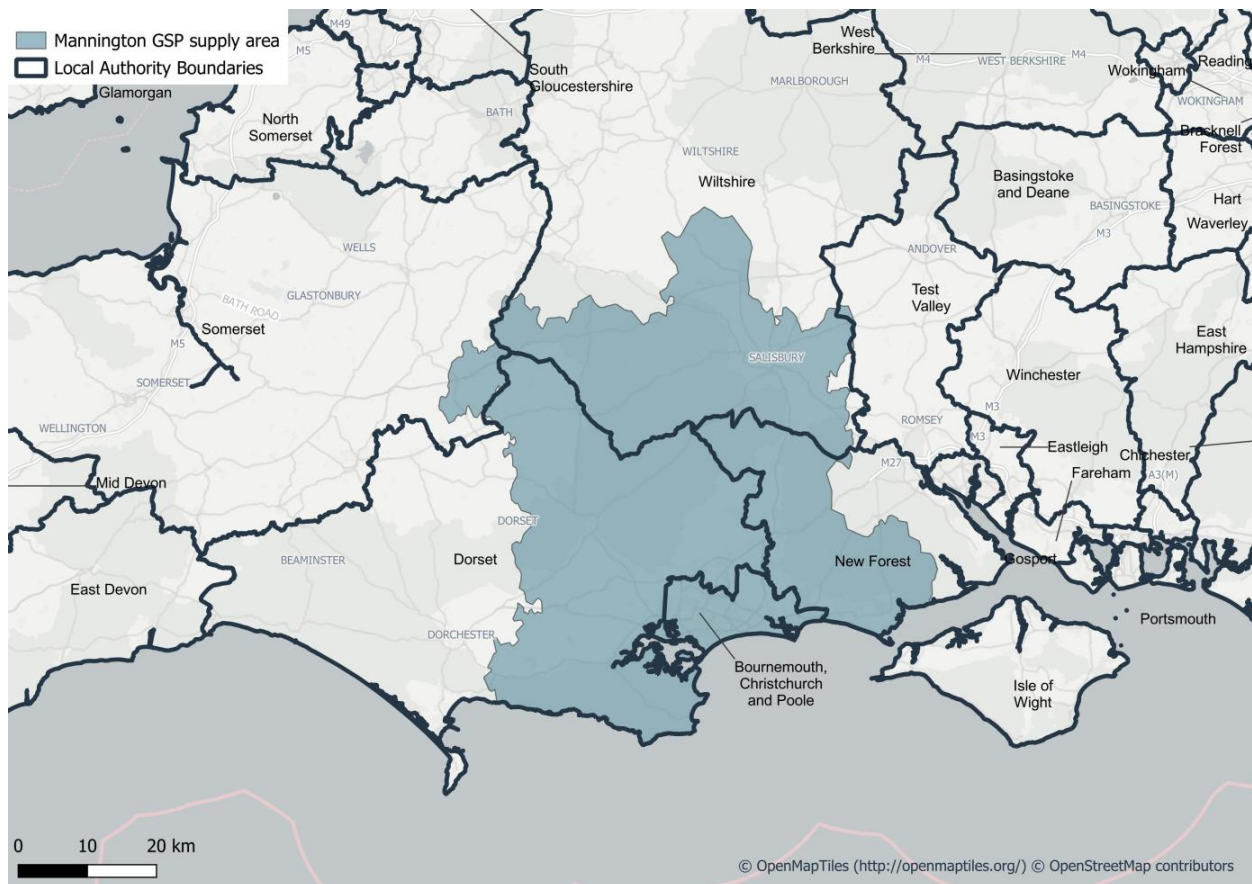 Mannington GSP supply area
Local Authority Boundaries
M49
M5
Glamorgan
North
Somerset
BATH
South
Gloucestershire
MARLBOROUGH
West
Berkshire
M4
WEST BERKSHIRE
M4
Wokingham
Reading
WOKINGHAM
Bracknell
Forest
WILTSHIRE
Wiltshire
Basingstoke
and Deane
BASINGSTOKE
M3
Hart
Waverley
WELLS
GLASTONBURY
BATH ROAD
Somerset
M5
SOMERSET
WELLINGTON
ANDOVER
Test
Valley
East
Hampshire
SALISBURY
Winchester
M3
ROMSEY
M3
M27
Eastleigh
Fareham
Chichester
A3(M)
Mid Devon
DORSET
BEAMINSTER
Dorset
New Forest
Gosport
East Devon
DORCHESTER
Portsmouth
Bournemouth,
Christchurch
and Poole
Isle of
Wight
0 10 20 km
© OpenMapTiles (http://openmaptiles.org/) © OpenStreetMap contributors